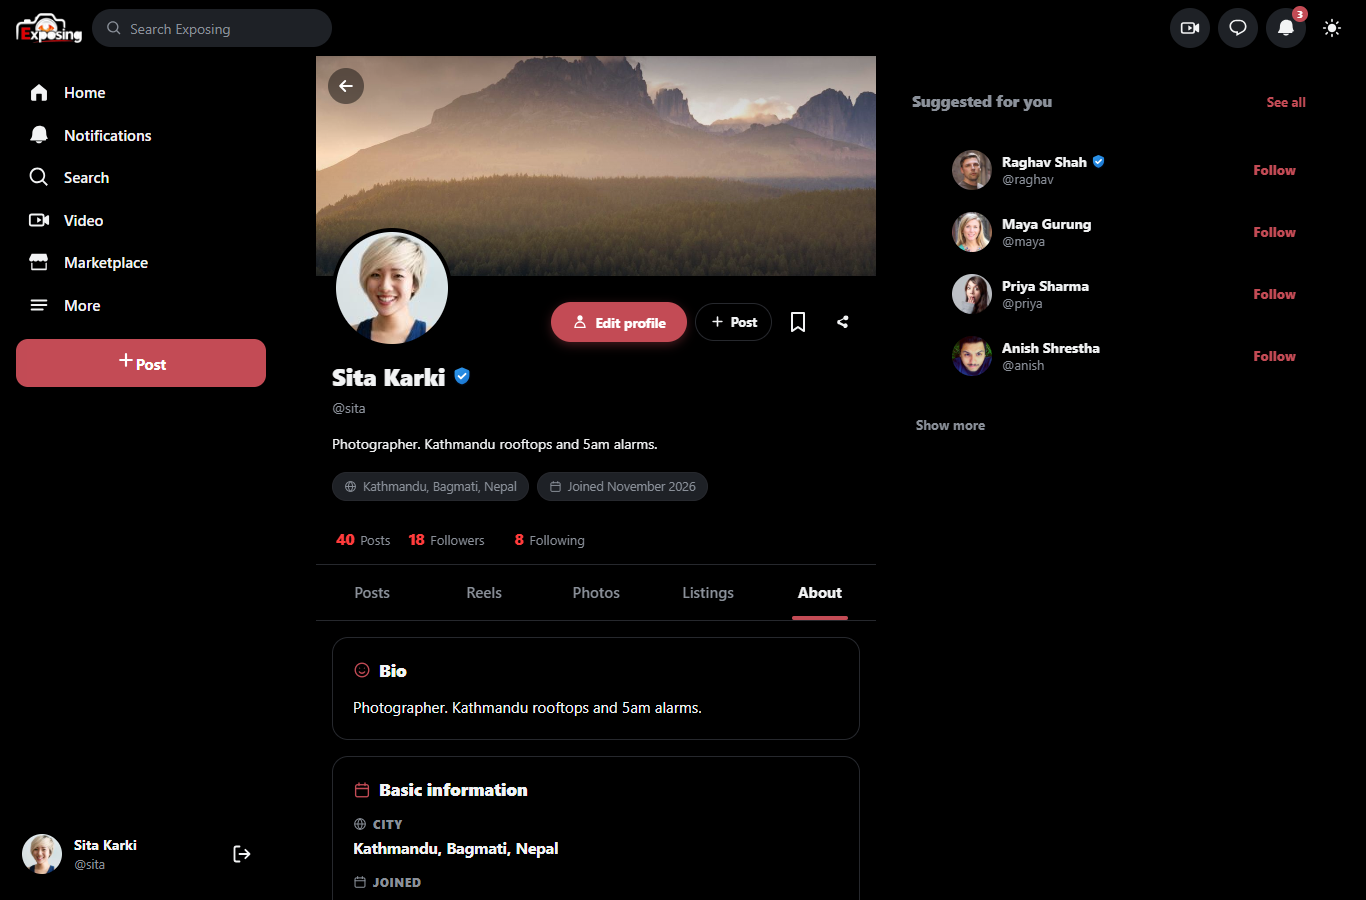 Exposing
Search Exposing
3
Home
Notifications
Search
Video
Marketplace
More
Post
Sita Karki
@sita
Edit profile
Post
Sita Karki
@sita
Photographer. Kathmandu rooftops and 5am alarms.
Kathmandu, Bagmati, Nepal
Joined November 2026
40 Posts 18 Followers 8 Following
Posts Reels Photos Listings About
Bio
Photographer. Kathmandu rooftops and 5am alarms.
Basic information
CITY
Kathmandu, Bagmati, Nepal
JOINED
Suggested for you
See all
Raghav Shah
@raghav
Follow
Maya Gurung
@maya
Follow
Priya Sharma
@priya
Follow
Anish Shrestha
@anish
Follow
Show more